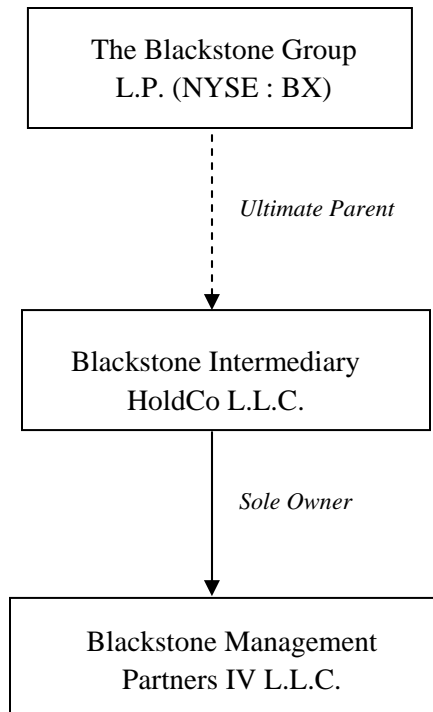 The Blackstone Group
L.P. (NYSE : BX)
Ultimate Parent
Blackstone Intermediary
HoldCo L.L.C.
Sole Owner
Blackstone Management
Partners IV L.L.C.